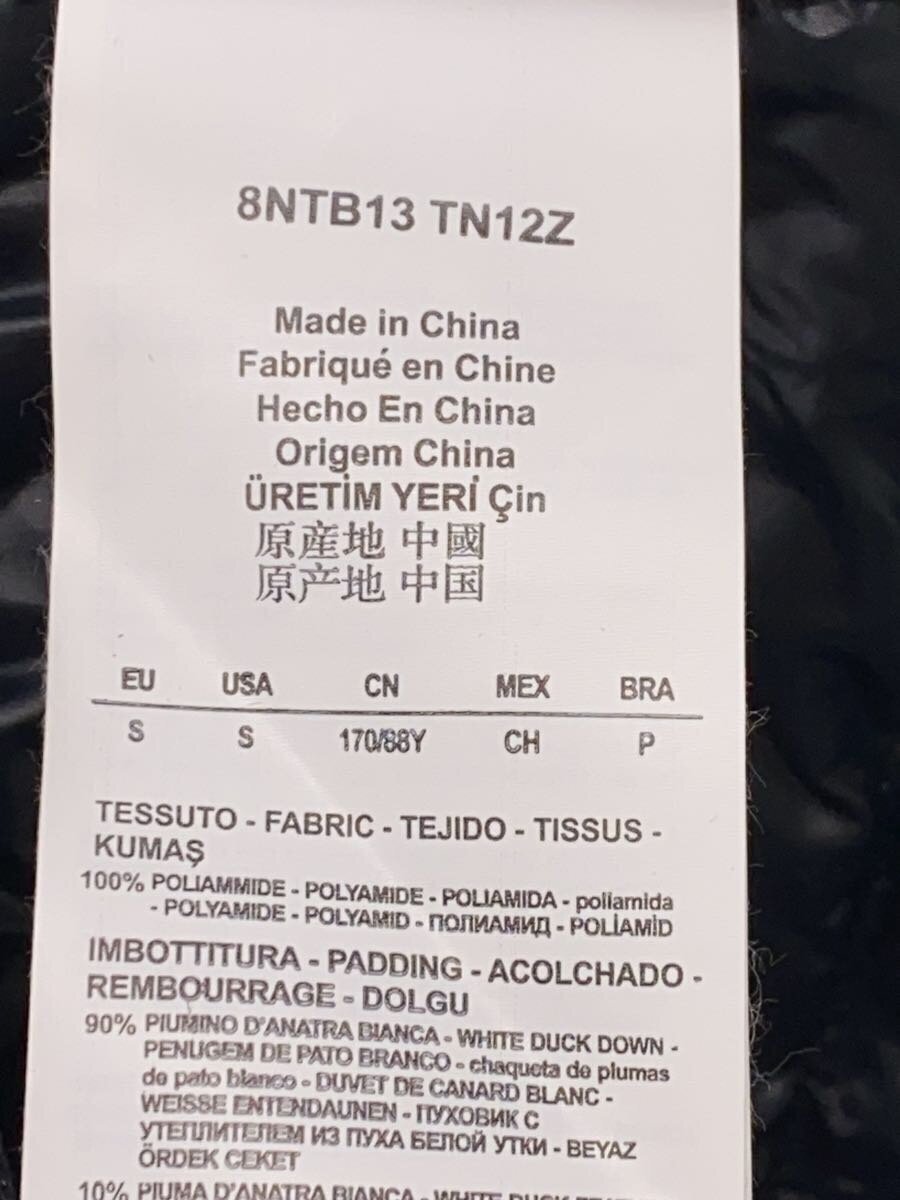 8NTB13 TN12Z
Made in China
Fabriqué en Chine
Hecho En China
Origem China
ÜRETİM YERİ Çin
原産地 中國
原产地 中国
EU USA CN MEX BRA
S S 170/88Y CH P
TESSUTO - FABRIC - TEJIDO - TISSUS -
KUMAŞ
100% POLIAMMIDE - POLYAMIDE - POLIAMIDA - poliamida
- POLYAMIDE - POLYAMID - ПОЛИАМИД - POLİAMİD
IMBOTTITURA - PADDING - ACOLCHADO -
REMBOURRAGE - DOLGU
90% PIUMINO D'ANATRA BIANCA - WHITE DUCK DOWN -
PENUGEM DE PATO BRANCO - chaqueta de plumas
de pato blanco - DUVET DE CANARD BLANC -
WEISSE ENTENDAUNEN - ПУХОВИК С
УТЕПЛИТЕЛЕМ ИЗ ПУХА БЕЛОЙ УТКИ - BEYAZ
ÖRDEK CEKET
10% PIUMA D'ANATRA BIANCA - WHITE DUCK